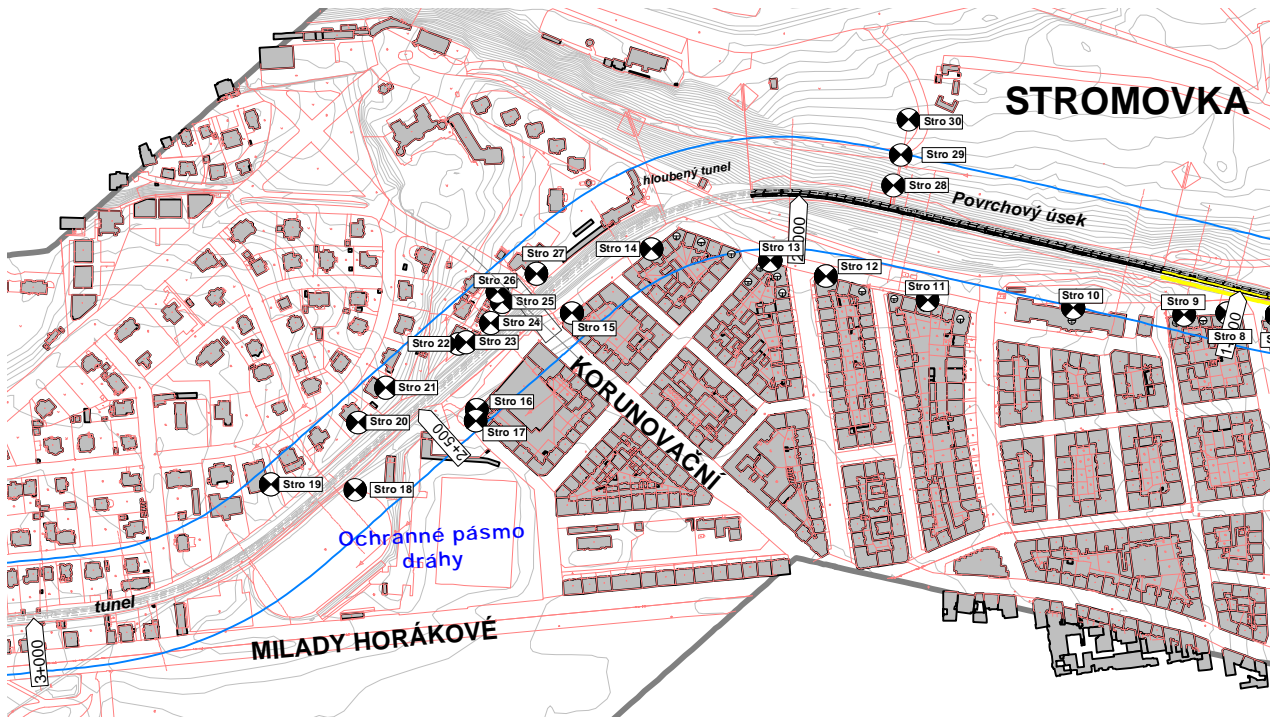 STROMOVKA
Stro 30
Stro 29
Stro 28
hloubený tunel
Povrchový úsek
Stro 14
Stro 13
Stro 12
Stro 27
Stro 26
Stro 25
Stro 24
Stro 15
Stro 11
Stro 10
Stro 9
Stro 8
Stro 22
Stro 23
Stro 21
Stro 20
Stro 16
Stro 17
2+500
KORUNOVAČNÍ
Stro 19
Stro 18
Ochranné pásmo
dráhy
tunel
MILADY HORÁKOVÉ
3+000